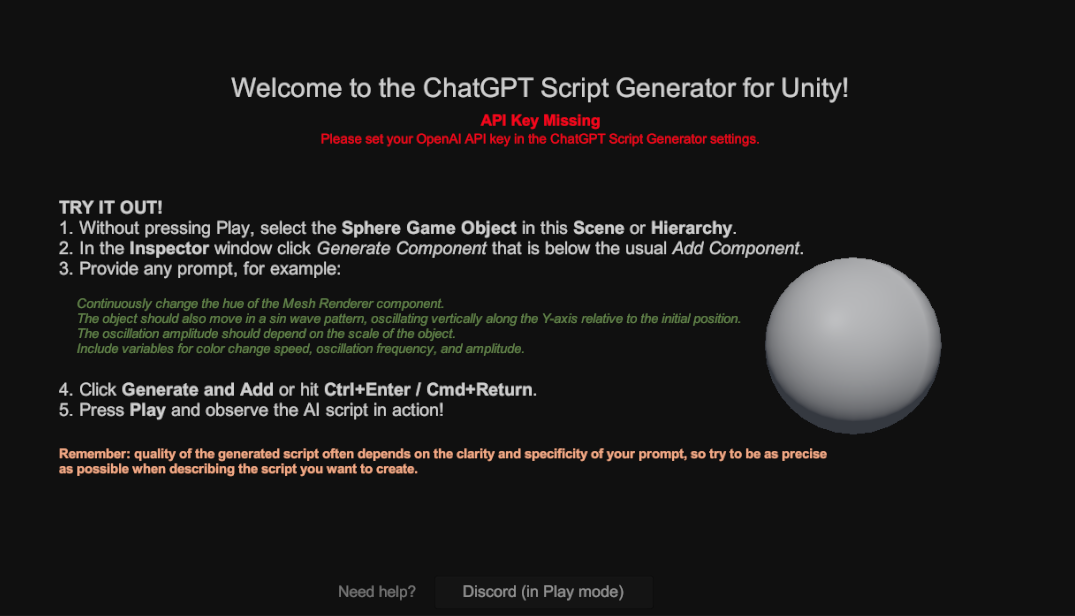 Welcome to the ChatGPT Script Generator for Unity!
API Key Missing
Please set your OpenAI API key in the ChatGPT Script Generator settings.
TRY IT OUT!
1. Without pressing Play, select the Sphere Game Object in this Scene or Hierarchy.
2. In the Inspector window click Generate Component that is below the usual Add Component.
3. Provide any prompt, for example:
Continuously change the hue of the Mesh Renderer component.
The object should also move in a sin wave pattern, oscillating vertically along the Y-axis relative to the initial position.
The oscillation amplitude should depend on the scale of the object.
Include variables for color change speed, oscillation frequency, and amplitude.
4. Click Generate and Add or hit Ctrl+Enter / Cmd+Return.
5. Press Play and observe the AI script in action!
Remember: quality of the generated script often depends on the clarity and specificity of your prompt, so try to be as precise
as possible when describing the script you want to create.
Need help? Discord (in Play mode)